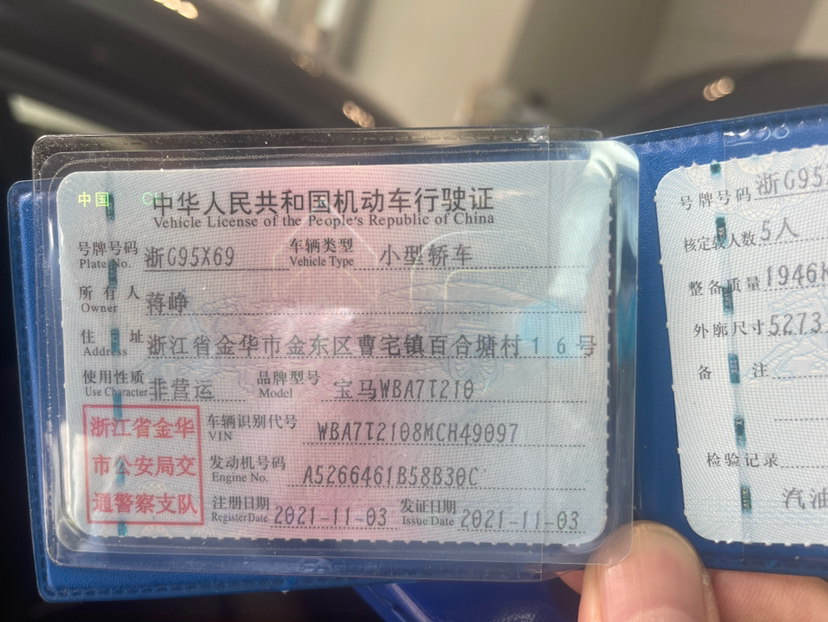 中国
中华人民共和国机动车行驶证
Vehicle License of the People's Republic of China
号牌号码 浙G95X69 车辆类型 小型轿车
Plate No. Vehicle Type
所有人 蒋峥
Owner
住址 浙江省金华市金东区曹宅镇百合塘村16号
Address
使用性质 非营运 品牌型号 宝马WBA7T210
Use Character Model
浙江省金华
市公安局交
通警察支队
车辆识别代号 WBA7T2108MCH49097
VIN
发动机号码 A5266461B58B30C
Engine No.
注册日期 2021-11-03 发证日期 2021-11-03
Register Date Issue Date
号牌号码 浙G95
核定载人数 5人
整备质量 1946
外廓尺寸 5273
备注
检验记录
汽油